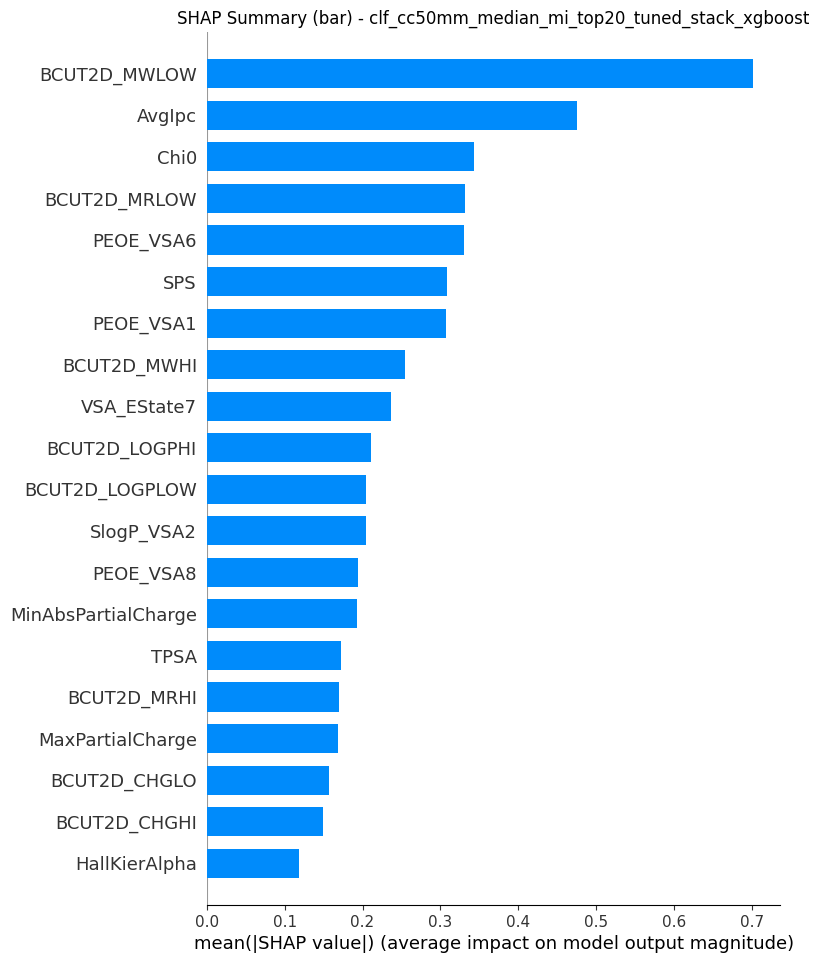 SHAP Summary (bar) - clf_cc50mm_median_mi_top20_tuned_stack_xgboost
BCUT2D_MWLOW
AvgIpc
Chi0
BCUT2D_MRLOW
PEOE_VSA6
SPS
PEOE_VSA1
BCUT2D_MWHI
VSA_EState7
BCUT2D_LOGPHI
BCUT2D_LOGPLOW
SlogP_VSA2
PEOE_VSA8
MinAbsPartialCharge
TPSA
BCUT2D_MRHI
MaxPartialCharge
BCUT2D_CHGLO
BCUT2D_CHGHI
HallKierAlpha
0.0 0.1 0.2 0.3 0.4 0.5 0.6 0.7
mean(|SHAP value|) (average impact on model output magnitude)